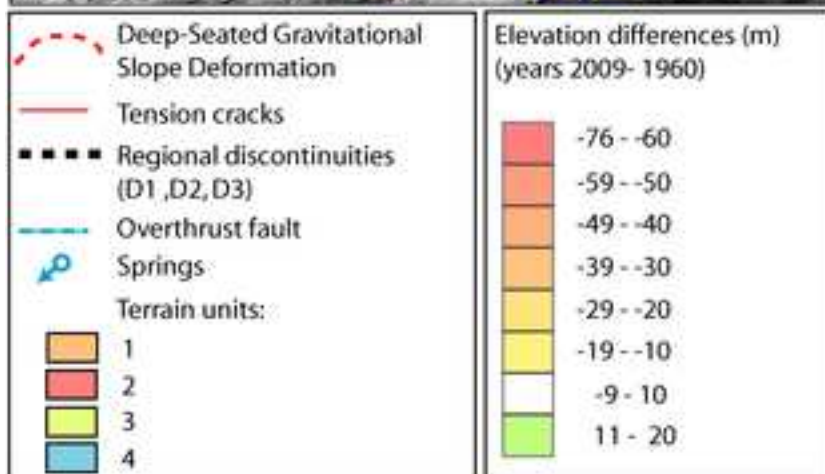 Deep-Seated Gravitational
Slope Deformation
Tension cracks
Regional discontinuities
(D1 ,D2, D3)
Overthrust fault
Springs
Terrain units:
1
2
3
4
Elevation differences (m)
(years 2009- 1960)
-76 - -60
-59 - -50
-49 - -40
-39 - -30
-29 - -20
-19 - -10
-9 - 10
11 - 20